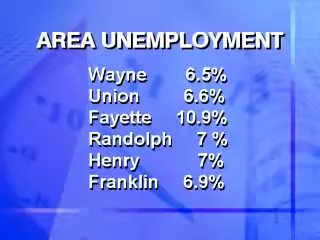 AREA UNEMPLOYMENT
Wayne 6.5%
Union 6.6%
Fayette 10.9%
Randolph 7 %
Henry 7%
Franklin 6.9%